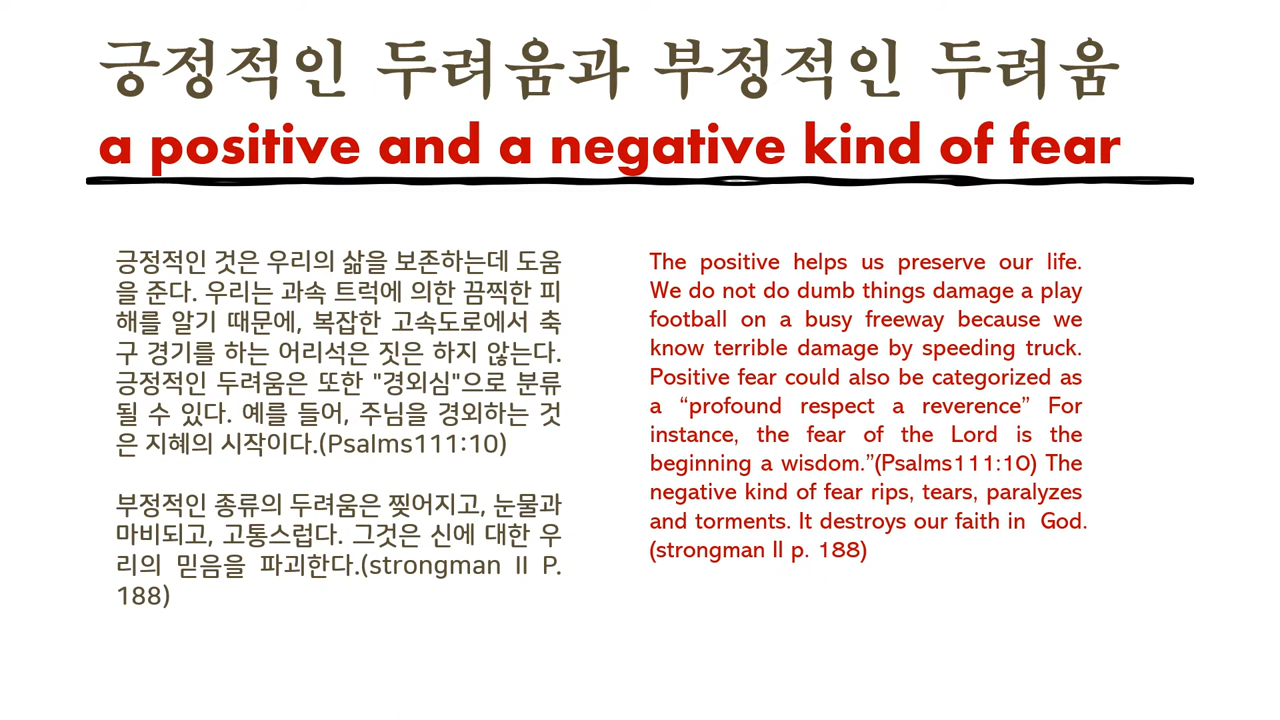 긍정적인 두려움과 부정적인 두려움
a positive and a negative kind of fear
긍정적인 것은 우리의 삶을 보존하는데 도움
을 준다. 우리는 과속 트럭에 의한 끔찍한 피
해를 알기 때문에, 복잡한 고속도로에서 축
구 경기를 하는 어리석은 짓은 하지 않는다.
긍정적인 두려움은 또한 "경외심"으로 분류
될 수 있다. 예를 들어, 주님을 경외하는 것
은 지혜의 시작이다.(Psalms111:10)
부정적인 종류의 두려움은 찢어지고, 눈물과
마비되고, 고통스럽다. 그것은 신에 대한 우
리의 믿음을 파괴한다.(strongman II P.
188)
The positive helps us preserve our life.
We do not do dumb things damage a play
football on a busy freeway because we
know terrible damage by speeding truck.
Positive fear could also be categorized as
a “profound respect a reverence” For
instance, the fear of the Lord is the
beginning a wisdom.”(Psalms111:10) The
negative kind of fear rips, tears, paralyzes
and torments. It destroys our faith in God.
(strongman ll p. 188)